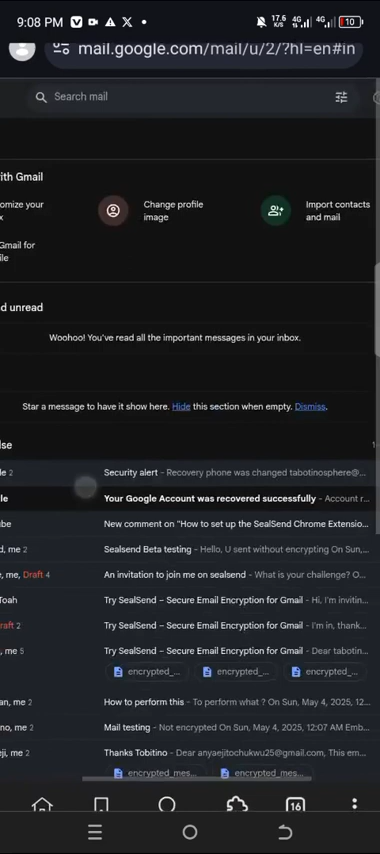 9:08 PM
17.6 K/S 4G 4G 10
mail.google.com/mail/u/2/?hl=en#in
Search mail
ith Gmail
omize your
x
Change profile
image
Import contacts
and mail
Gmail for
ile
d unread
Woohoo! You've read all the important messages in your inbox.
Star a message to have it show here. Hide this section when empty. Dismiss.
lse
le 2 Security alert - Recovery phone was changed tabotinosphere@...
le Your Google Account was recovered successfully - Account r...
ube New comment on "How to set up the SealSend Chrome Extensio...
d, me 2 Sealsend Beta testing - Hello, U sent without encrypting On Sun,...
e, me, Draft 4 An invitation to join me on sealsend - What is your challenge? O...
Toah Try SealSend – Secure Email Encryption for Gmail - Hi, I'm invitin...
raft 2 Try SealSend – Secure Email Encryption for Gmail - I'm in, thank...
, me 5 Try SealSend – Secure Email Encryption for Gmail - Dear tabotin...
encrypted_... encrypted_... encrypted_...
an, me 2 How to perform this - To perform what ? On Sun, May 4, 2025, 12...
no, me 2 Mail testing - Not encrypted On Sun, May 4, 2025, 12:07 AM Emb...
eji, me 2 Thanks Tobitino - Dear anyaejitochukwu25@gmail.com, This em...
encrypted_mes... encrypted_mes...
16